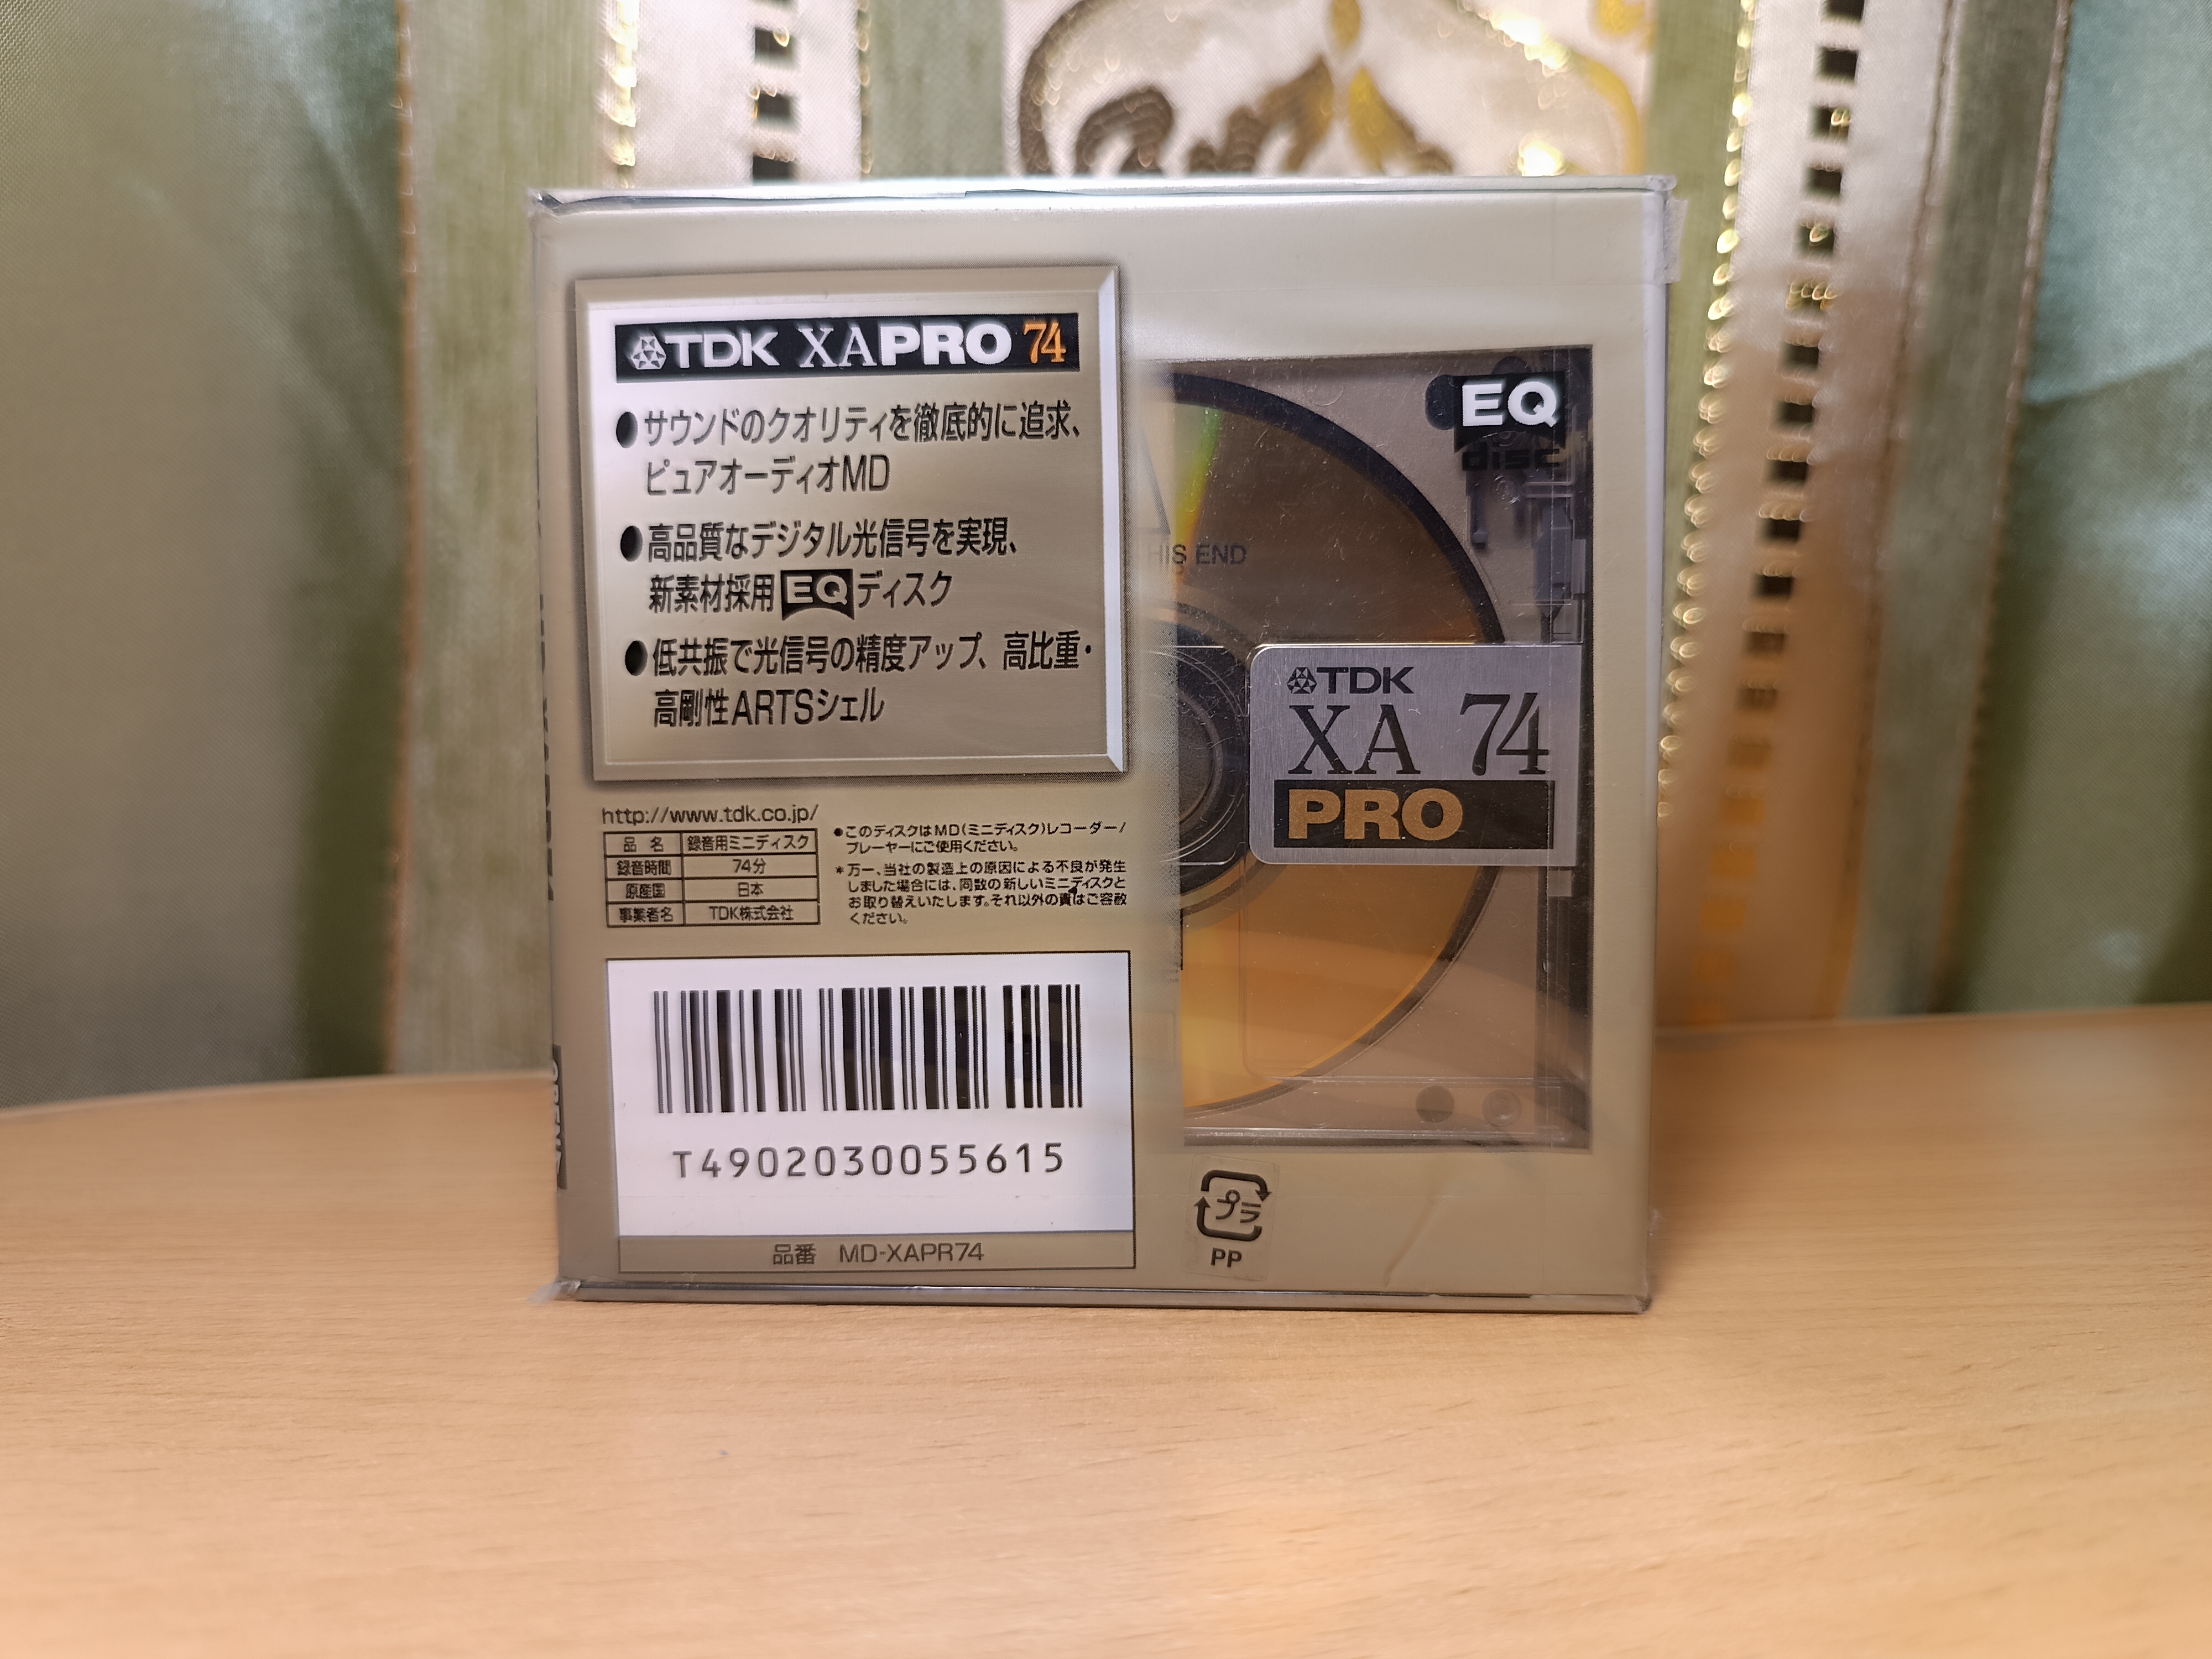 TDK XAPRO 74
●サウンドのクオリティを徹底的に追求、
ピュアオーディオMD
●高品質なデジタル光信号を実現、
新素材採用EQディスク
●低共振で光信号の精度アップ、高比重・
高剛性ARTSシェル
http://www.tdk.co.jp/
品名 録音用ミニディスク
録音時間 74分
原産国 日本
事業者名 TDK株式会社
●このディスクはMD(ミニディスク)レコーダー/
プレーヤーにご使用ください。
*万一、当社の製造上の原因による不良が発生
しました場合には、同数の新しいミニディスクと
お取り替えいたします。それ以外の責はご容赦
ください。
T4902030055615
品番 MD-XAPR74
EQ
disc
HIS END
TDK
XA 74
PRO
プラ
PP